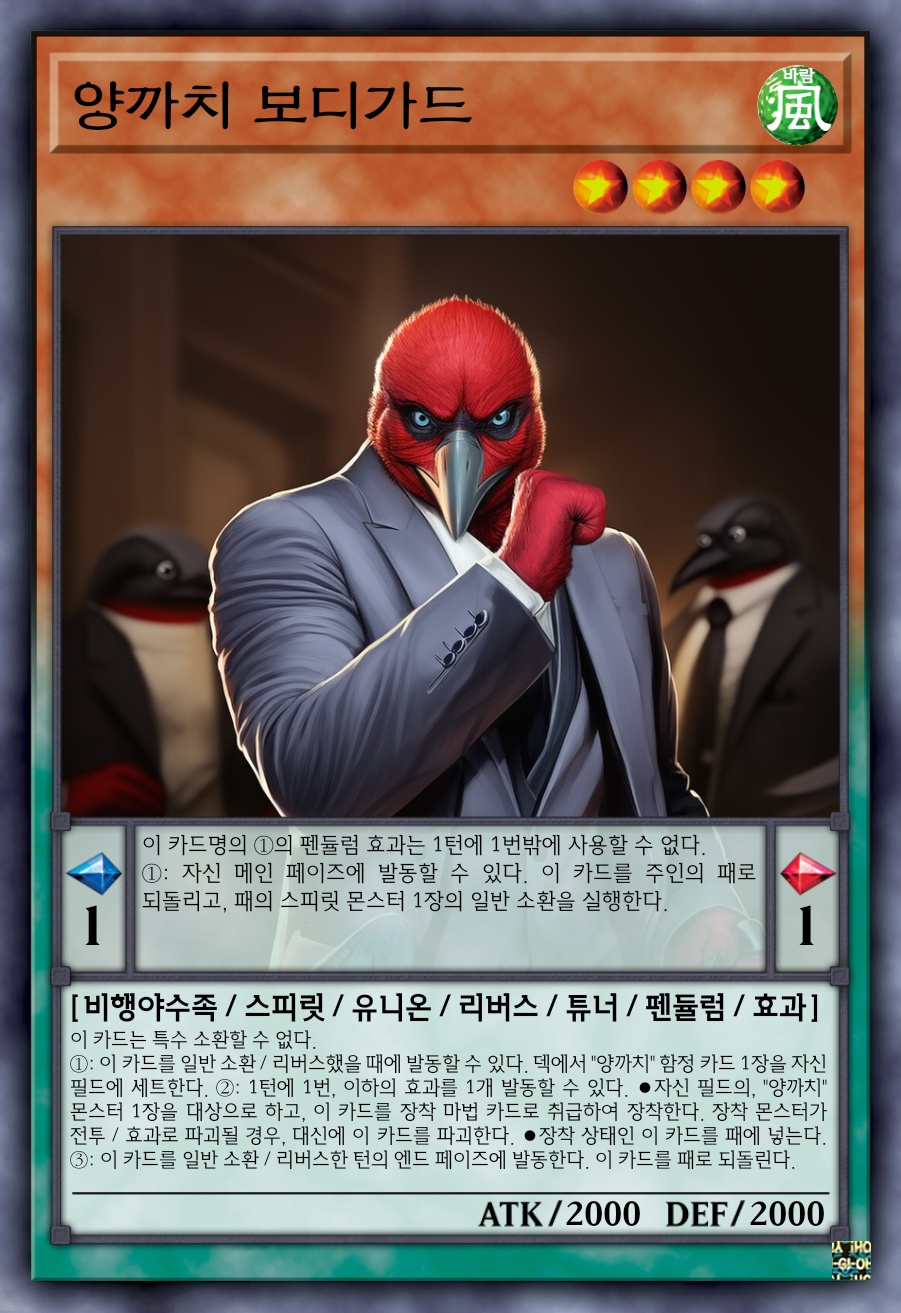 양까치 보디가드
바람
風
이 카드명의 ①의 펜듈럼 효과는 1턴에 1번밖에 사용할 수 없다.
①: 자신 메인 페이즈에 발동할 수 있다. 이 카드를 주인의 패로
되돌리고, 패의 스피릿 몬스터 1장의 일반 소환을 실행한다.
1
1
[비행야수족 / 스피릿 / 유니온 / 리버스 / 튜너 / 펜듈럼 / 효과]
이 카드는 특수 소환할 수 없다.
①: 이 카드를 일반 소환 / 리버스했을 때에 발동할 수 있다. 덱에서 "양까치" 함정 카드 1장을 자신
필드에 세트한다. ②: 1턴에 1번, 이하의 효과를 1개 발동할 수 있다. ●자신 필드의, "양까치"
몬스터 1장을 대상으로 하고, 이 카드를 장착 마법 카드로 취급하여 장착한다. 장착 몬스터가
전투 / 효과로 파괴될 경우, 대신에 이 카드를 파괴한다. ●장착 상태인 이 카드를 패에 넣는다.
③: 이 카드를 일반 소환 / 리버스한 턴의 엔드 페이즈에 발동한다. 이 카드를 패로 되돌린다.
ATK/2000 DEF/2000